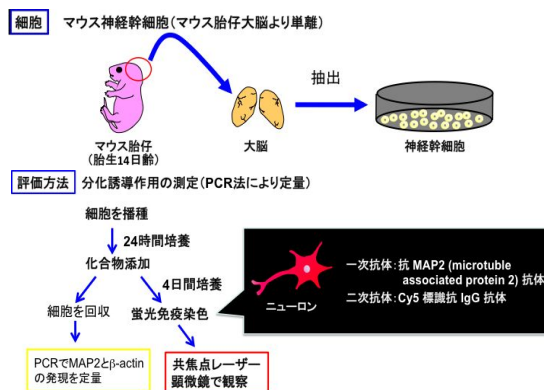 細胞 マウス神経幹細胞(マウス胎仔大脳より単離)
抽出
マウス胎仔
(胎生14日齢)
大脳
神経幹細胞
評価方法 分化誘導作用の測定(PCR法により定量)
細胞を播種
24時間培養
化合物添加
4日間培養
細胞を回収
蛍光免疫染色
PCRでMAP2とβ-actin
の発現を定量
共焦点レーザー
顕微鏡で観察
ニューロン
一次抗体:抗 MAP2 (microtuble
associated protein 2) 抗体
二次抗体:Cy5 標識抗 IgG 抗体